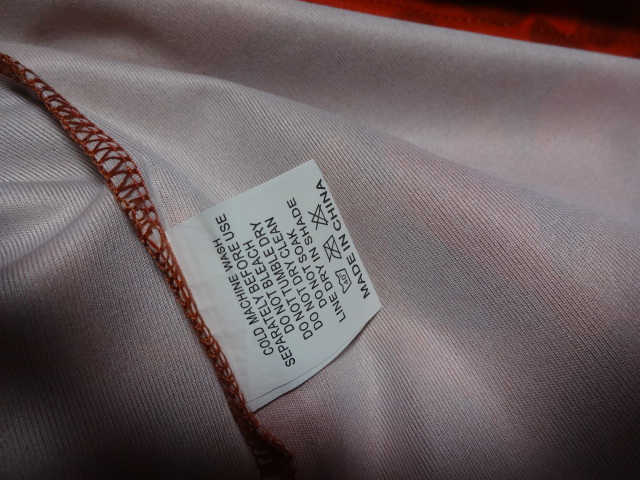 COLD MACHINE WASH
SEPARATELY BEFORE USE
DO NOT BLEACH
DO NOT TUMBLE DRY
DO NOT DRY CLEAN
DO NOT SOAK
LINE DRY IN SHADE
40
MADE IN CHINA